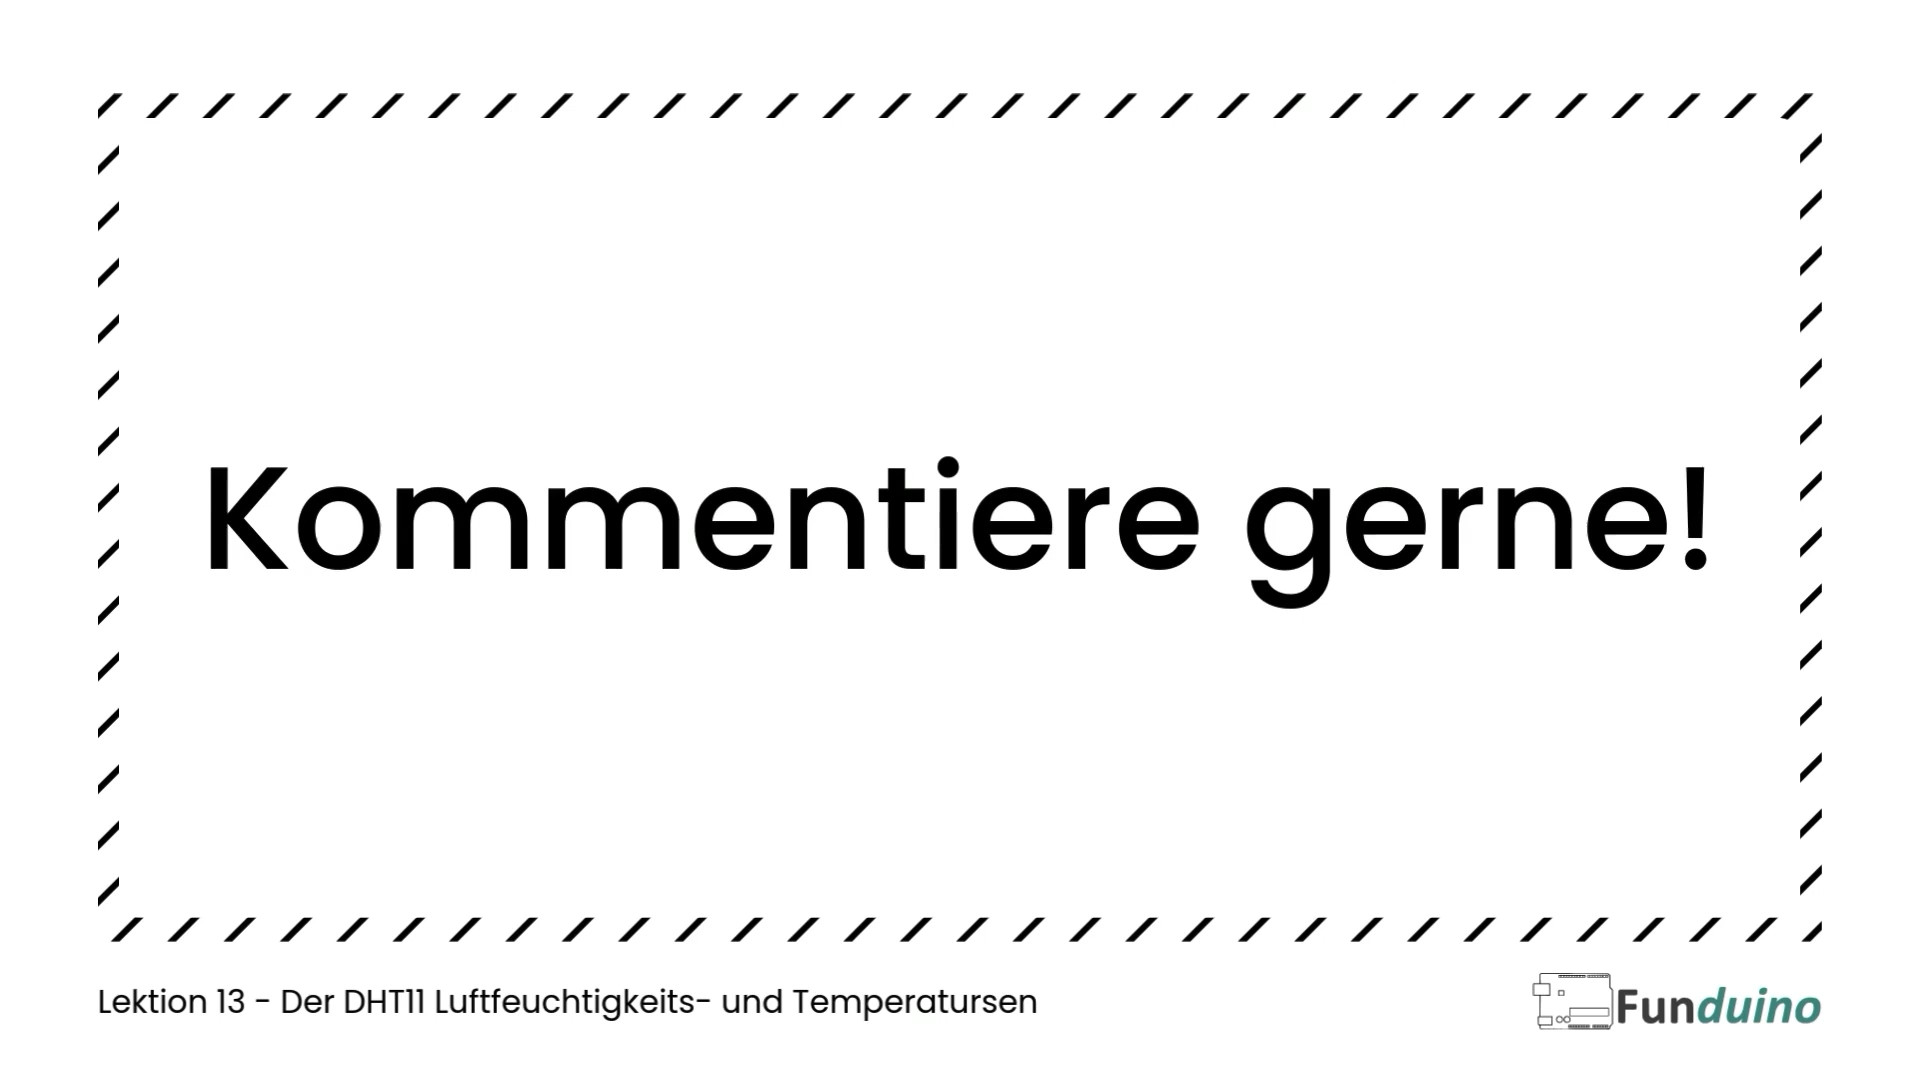 Kommentiere gerne!
Lektion 13 - Der DHT11 Luftfeuchtigkeits- und Temperatursen
Funduino